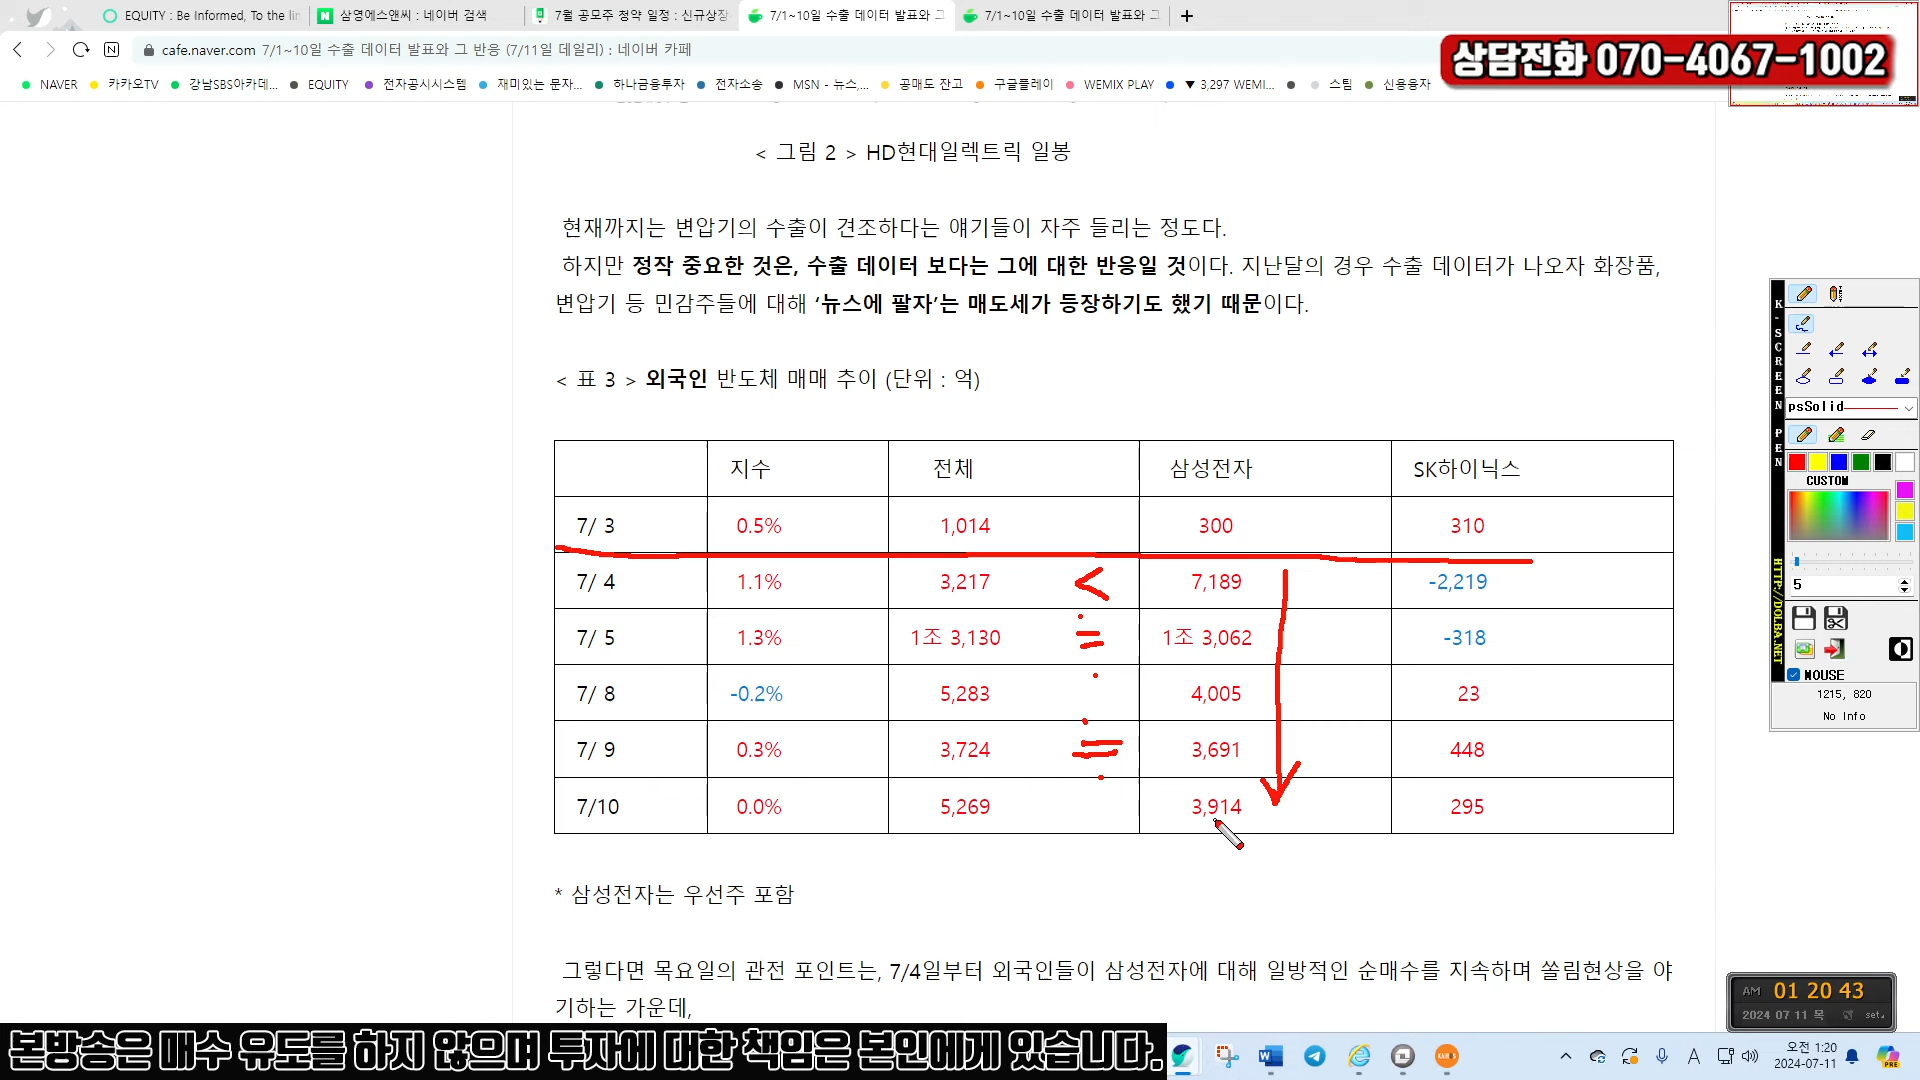 EQUITY : Be Informed, To the lin
삼영에스앤씨 : 네이버 검색
7월 공모주 청약 일정 : 신규상장
7/1~10일 수출 데이터 발표와 그
7/1~10일 수출 데이터 발표와 그
cafe.naver.com 7/1~10일 수출 데이터 발표와 그 반응 (7/11일 데일리) : 네이버 카페
상담전화 070-4067-1002
NAVER 카카오TV 강남SBS아카데... EQUITY 전자공시시스템 재미있는 문자... 하나금융투자 전자소송 MSN - 뉴스,... 공매도 잔고 구글플레이 WEMIX PLAY ▼ 3,297 WEMI... 스팀 신용융자
< 그림 2 > HD현대일렉트릭 일봉
현재까지는 변압기의 수출이 견조하다는 얘기들이 자주 들리는 정도다.
하지만 정작 중요한 것은, 수출 데이터 보다는 그에 대한 반응일 것이다. 지난달의 경우 수출 데이터가 나오자 화장품,
변압기 등 민감주들에 대해 ‘뉴스에 팔자’는 매도세가 등장하기도 했기 때문이다.
< 표 3 > 외국인 반도체 매매 추이 (단위 : 억)
지수 전체 삼성전자 SK하이닉스
7/ 3 0.5% 1,014 300 310
7/ 4 1.1% 3,217 < 7,189 -2,219
7/ 5 1.3% 1조 3,130 1조 3,062 -318
7/ 8 -0.2% 5,283 4,005 23
7/ 9 0.3% 3,724 3,691 448
7/10 0.0% 5,269 3,914 295
* 삼성전자는 우선주 포함
그렇다면 목요일의 관전 포인트는, 7/4일부터 외국인들이 삼성전자에 대해 일방적인 순매수를 지속하며 쏠림현상을 야
기하는 가운데,
K-SCREEN PEN HTTP://DOLBA.NET
psSolid
CUSTOM
5
MOUSE
1215, 820
No Info
AM 01 20 43
2024 07 11 목 set
본방송은 매수 유도를 하지 않으며 투자에 대한 책임은 본인에게 있습니다.
A
오전 1:20
2024-07-11
PRE